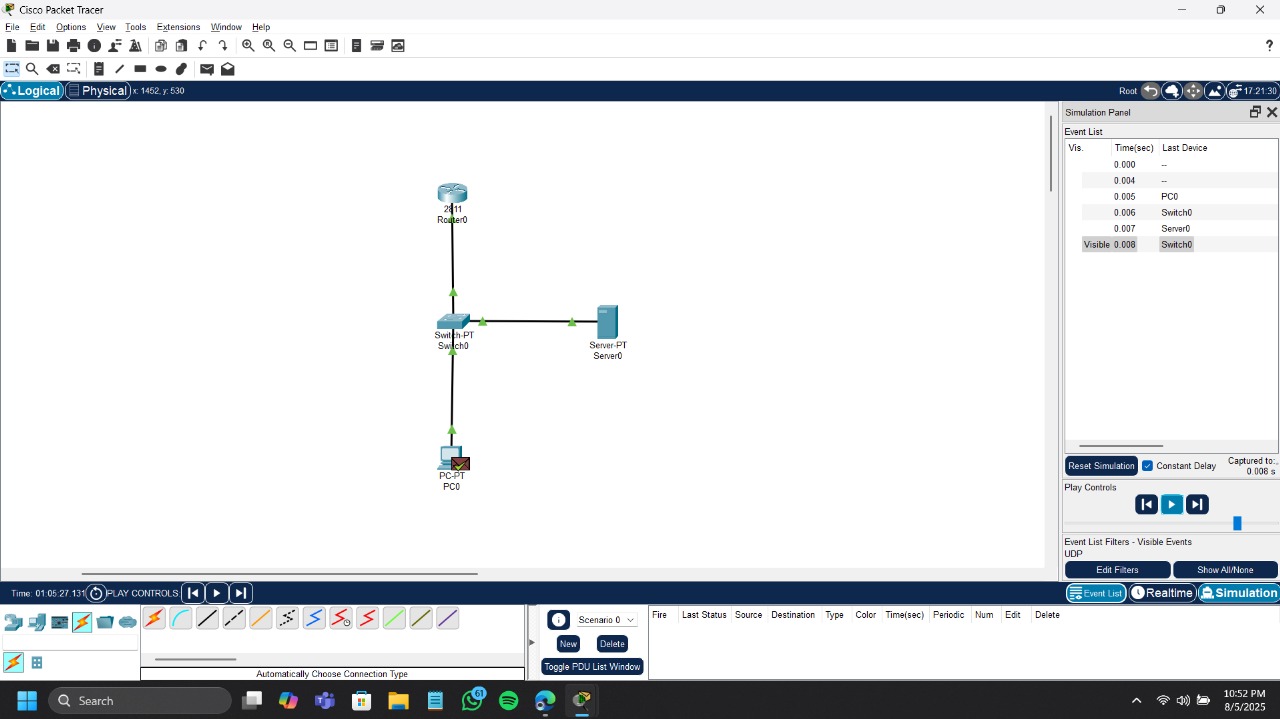 Cisco Packet Tracer
File Edit Options View Tools Extensions Window Help
?
Logical Physical x: 1452, y: 530 Root 17:21:30
Simulation Panel
Event List
Vis. Time(sec) Last Device
0.000 --
0.004 --
0.005 PC0
0.006 Switch0
0.007 Server0
Visible 0.008 Switch0
2811
Router0
Switch-PT
Switch0
Server-PT
Server0
PC-PT
PC0
Reset Simulation Constant Delay Captured to:
0.008 s
Play Controls
Event List Filters - Visible Events
UDP
Edit Filters Show All/None
Time: 01:05:27.131 PLAY CONTROLS: Event List Realtime Simulation
Scenario 0
New Delete
Toggle PDU List Window
Fire Last Status Source Destination Type Color Time(sec) Periodic Num Edit Delete
Automatically Choose Connection Type
Search 61 10:52 PM
8/5/2025